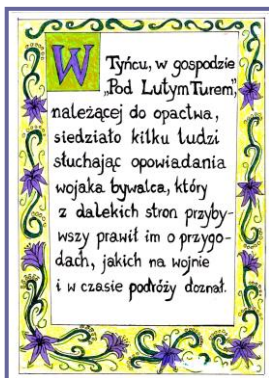 W Tyńcu, w gospodzie
„Pod Lutym Turem”,
należącej do opactwa,
siedziało kilku ludzi
słuchając opowiadania
wojaka bywalca, który
z dalekich stron przyby-
wszy prawił im o przygo-
dach, jakich na wojnie
i w czasie podróży doznał.